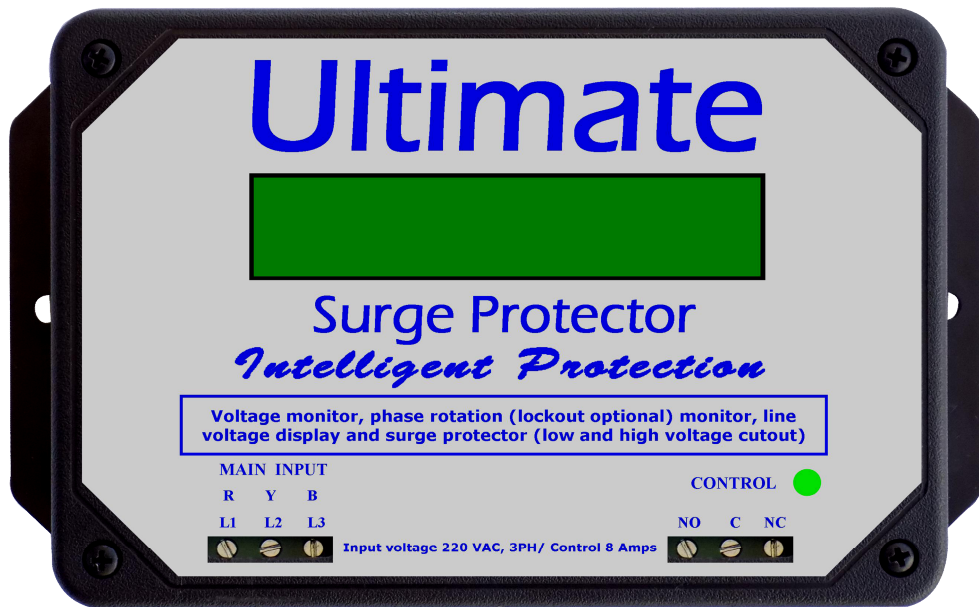 Ultimate
Surge Protector
Intelligent Protection
Voltage monitor, phase rotation (lockout optional) monitor, line
voltage display and surge protector (low and high voltage cutout)
MAIN INPUT
R Y B
L1 L2 L3
Input voltage 220 VAC, 3PH/ Control 8 Amps
CONTROL
NO C NC